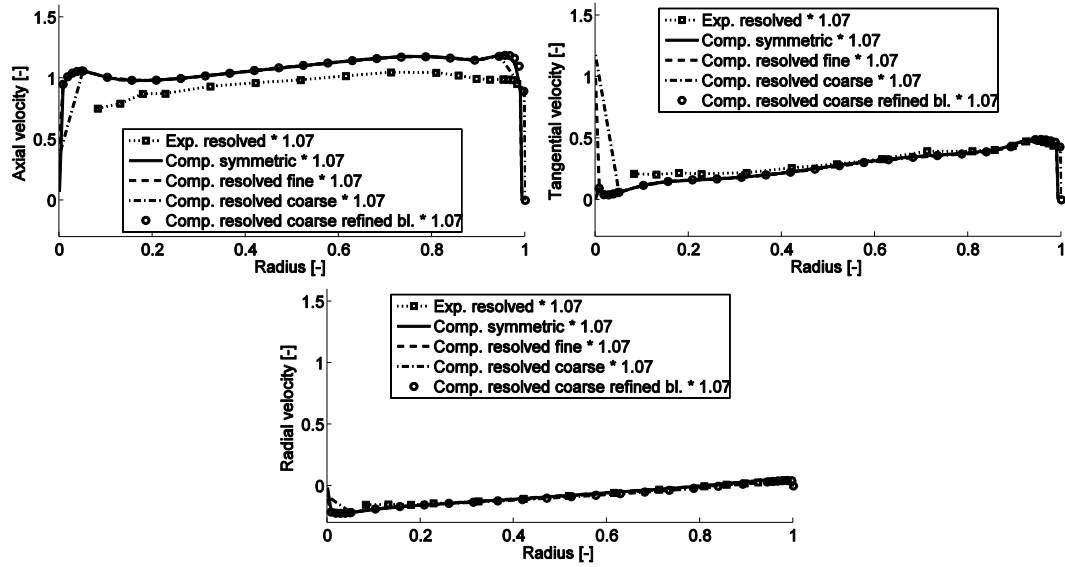 1.5
1
0.5
0
Axial velocity [-]
Exp. resolved * 1.07
Comp. symmetric * 1.07
Comp. resolved fine * 1.07
Comp. resolved coarse * 1.07
Comp. resolved coarse refined bl. * 1.07
0 0.2 0.4 0.6 0.8 1
Radius [-]
1.5
1
0.5
0
Tangential velocity [-]
Exp. resolved * 1.07
Comp. symmetric * 1.07
Comp. resolved fine * 1.07
Comp. resolved coarse * 1.07
Comp. resolved coarse refined bl. * 1.07
0 0.2 0.4 0.6 0.8 1
Radius [-]
1.5
1
0.5
0
Radial velocity [-]
Exp. resolved * 1.07
Comp. symmetric * 1.07
Comp. resolved fine * 1.07
Comp. resolved coarse * 1.07
Comp. resolved coarse refined bl. * 1.07
0 0.2 0.4 0.6 0.8 1
Radius [-]